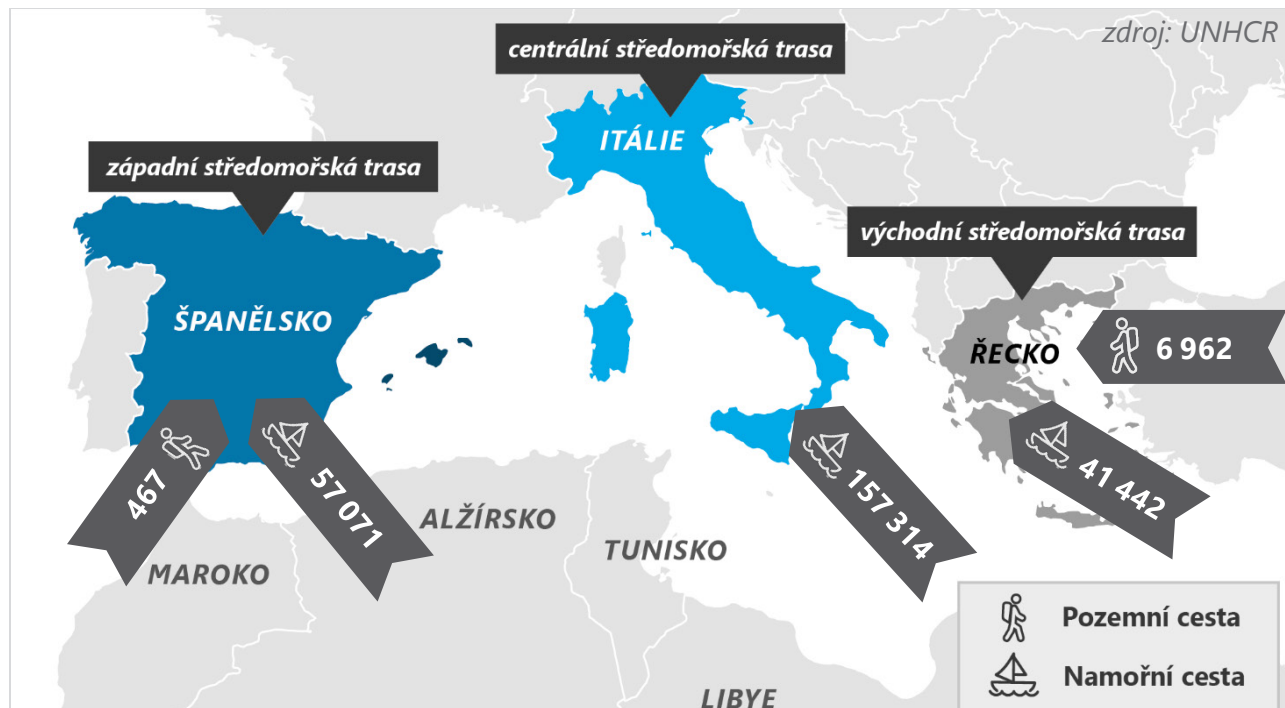 zdroj: UNHCR
centrální středomořská trasa
ITÁLIE
západní středomořská trasa
východní středomořská trasa
ŠPANĚLSKO
ŘECKO
6 962
467
57 071
157 314
41 442
ALŽÍRSKO
TUNISKO
MAROKO
LIBYE
Pozemní cesta
Namořní cesta